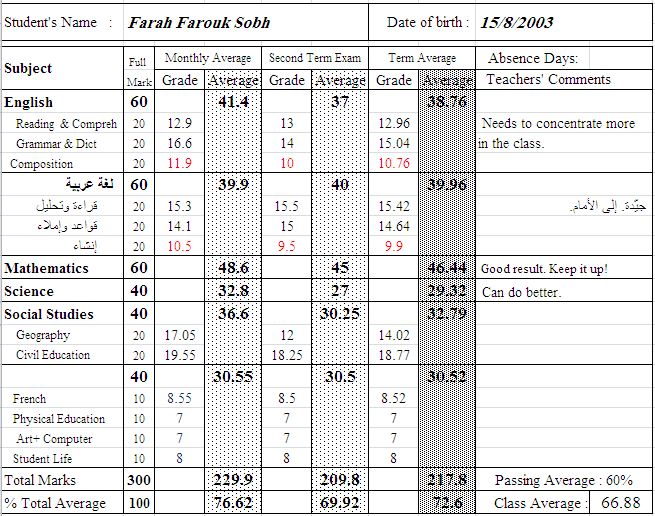 Student's Name : Farah Farouk Sobh Date of birth : 15/8/2003
Subject Full Mark Monthly Average Second Term Exam Term Average Absence Days:
Grade Average Grade Average Grade Average Teachers' Comments
English 60 41.4 37 38.76
Reading & Compreh 20 12.9 13 12.96 Needs to concentrate more
Grammar & Dict 20 16.6 14 15.04 in the class.
Composition 20 11.9 10 10.76
لغة عربية 60 39.9 40 39.96
قراءة وتحليل 20 15.3 15.5 15.42 جيّدة. إلى الأمام.
قواعد وإملاء 20 14.1 15 14.64
إنشاء 20 10.5 9.5 9.9
Mathematics 60 48.6 45 46.44 Good result. Keep it up!
Science 40 32.8 27 29.32 Can do better.
Social Studies 40 36.6 30.25 32.79
Geography 20 17.05 12 14.02
Civil Education 20 19.55 18.25 18.77
40 30.55 30.5 30.52
French 10 8.55 8.5 8.52
Physical Education 10 7 7 7
Art+ Computer 10 7 7 7
Student Life 10 8 8 8
Total Marks 300 229.9 209.8 217.8 Passing Average : 60%
% Total Average 100 76.62 69.92 72.6 Class Average : 66.88